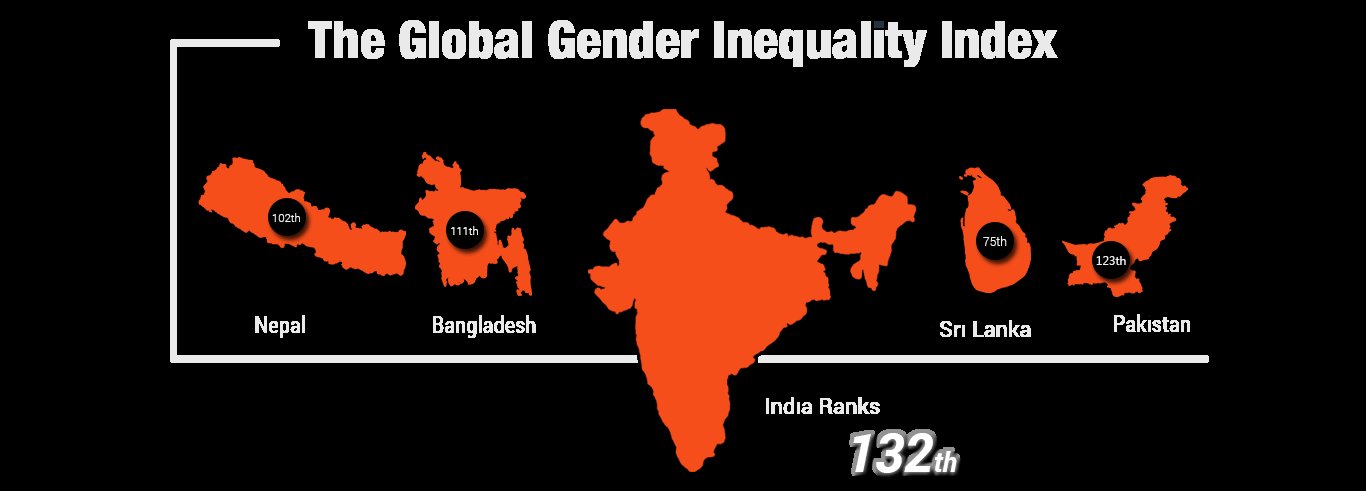 The Global Gender Inequality Index
102th
111th
75th
123th
Nepal
Bangladesh
Sri Lanka
Pakistan
India Ranks
132th